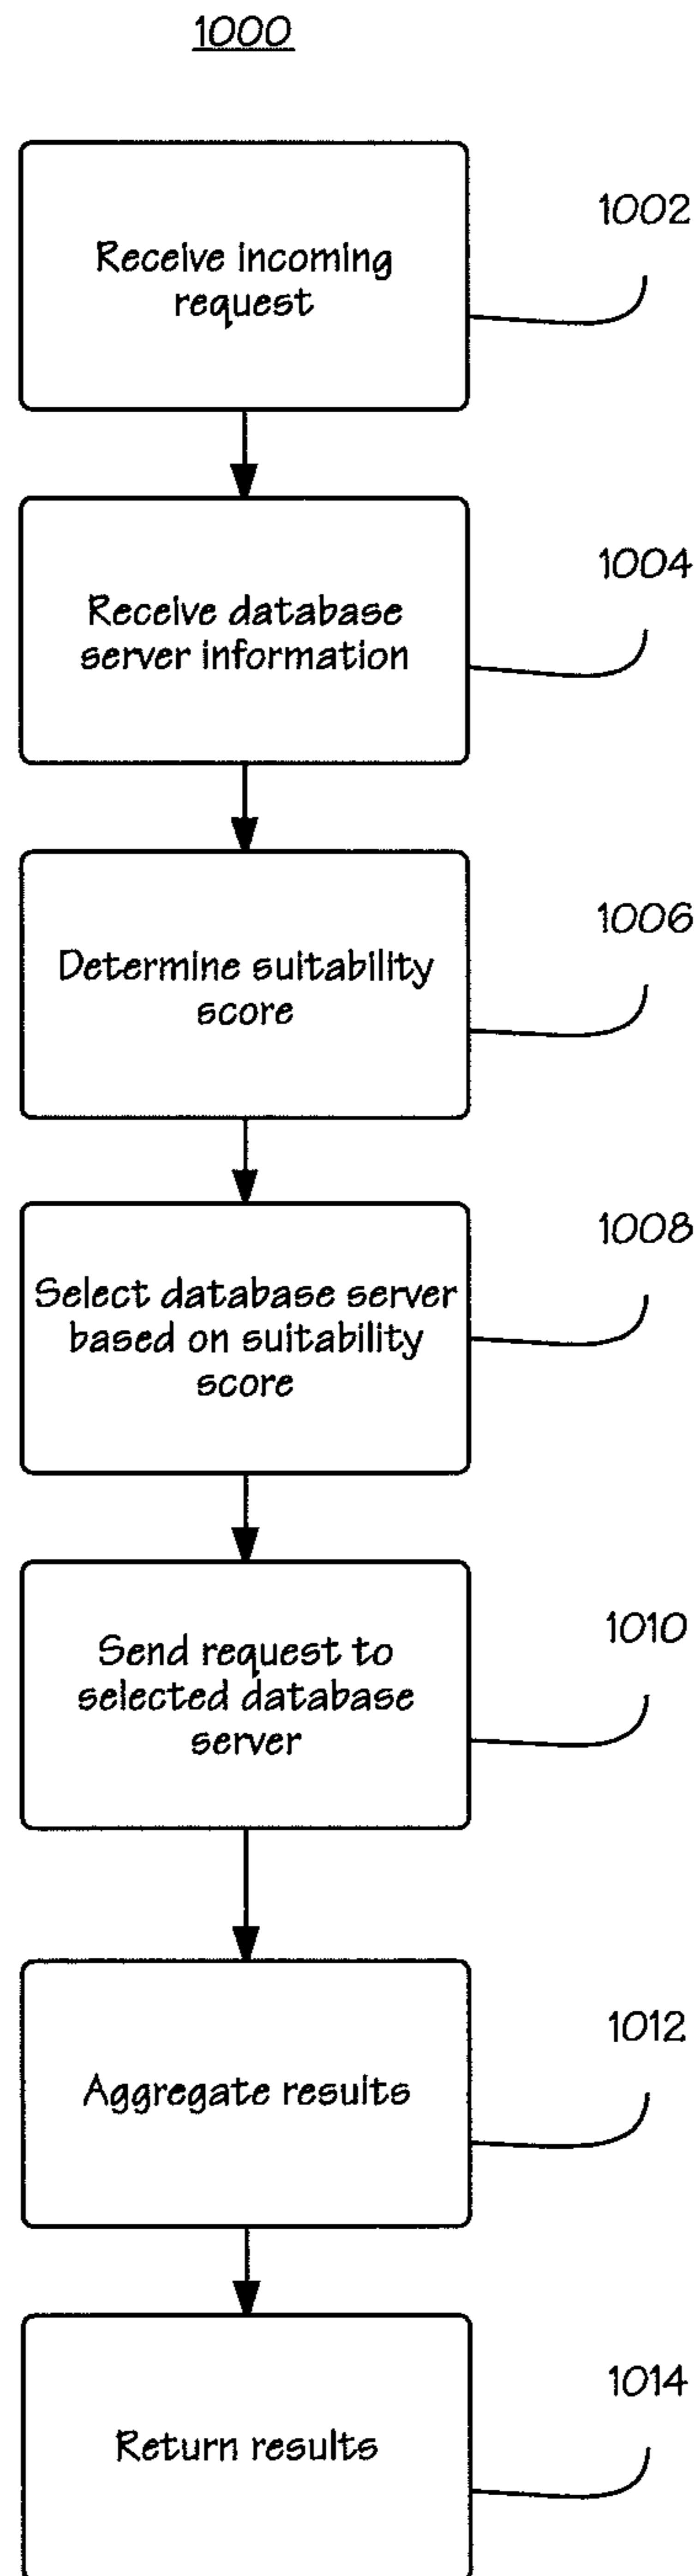 1000
Receive incoming
request
1002
Receive database
server information
1004
Determine suitability
score
1006
Select database server
based on suitability
score
1008
Send request to
selected database
server
1010
Aggregate results
1012
Return results
1014